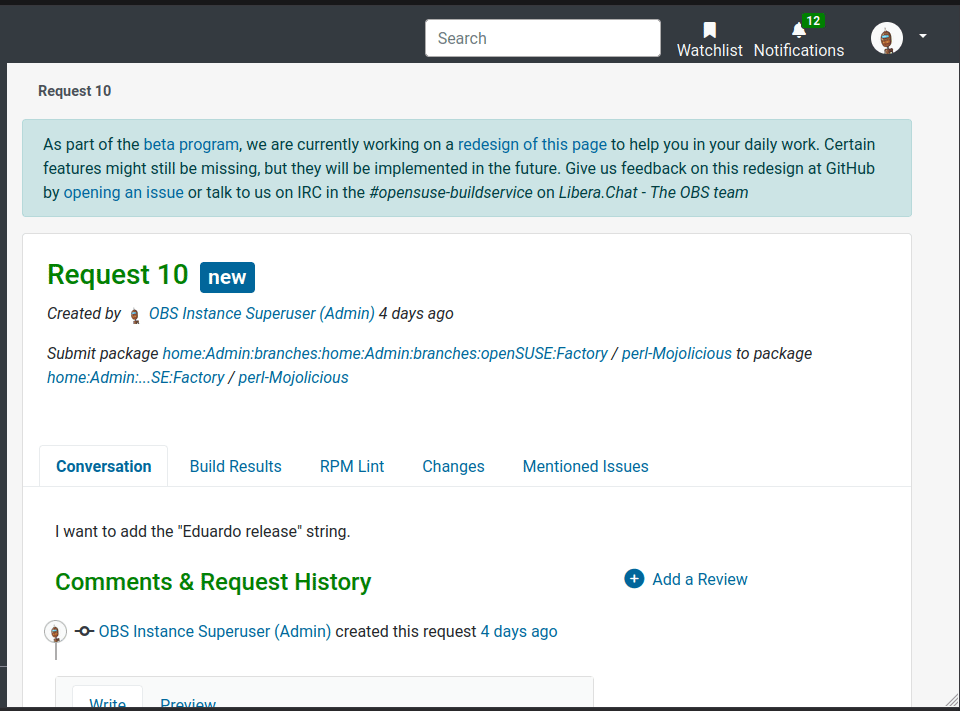 Search
Watchlist
12
Notifications
Request 10
As part of the beta program, we are currently working on a redesign of this page to help you in your daily work. Certain
features might still be missing, but they will be implemented in the future. Give us feedback on this redesign at GitHub
by opening an issue or talk to us on IRC in the #opensuse-buildservice on Libera.Chat - The OBS team
Request 10 new
Created by OBS Instance Superuser (Admin) 4 days ago
Submit package home:Admin:branches:home:Admin:branches:openSUSE:Factory / perl-Mojolicious to package
home:Admin:...SE:Factory / perl-Mojolicious
Conversation Build Results RPM Lint Changes Mentioned Issues
I want to add the "Eduardo release" string.
Comments & Request History
Add a Review
OBS Instance Superuser (Admin) created this request 4 days ago
Write Preview